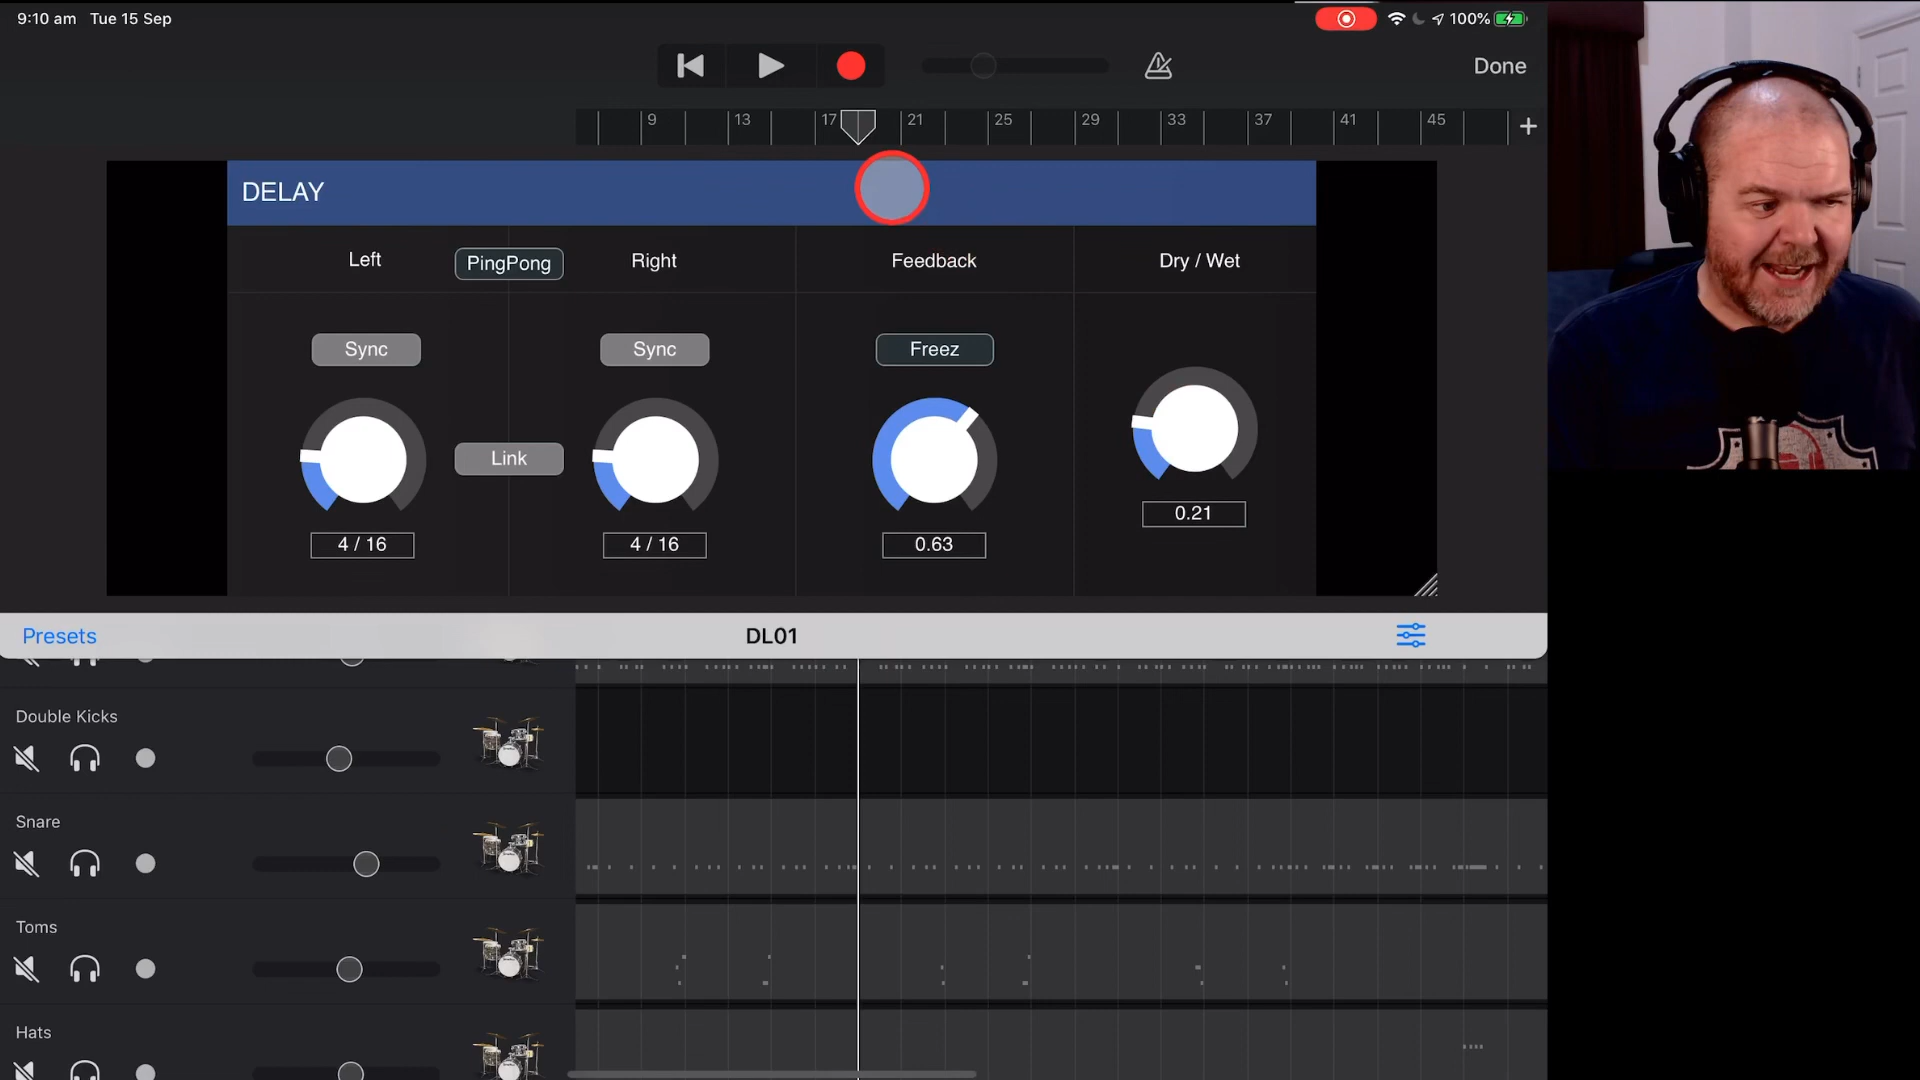 9:10 am Tue 15 Sep
100%
Done
9 13 17 21 25 29 33 37 41 45 +
DELAY
Left PingPong Right Feedback Dry / Wet
Sync Sync Freez
Link
4 / 16 4 / 16 0.63 0.21
Presets DL01
Double Kicks
Snare
Toms
Hats